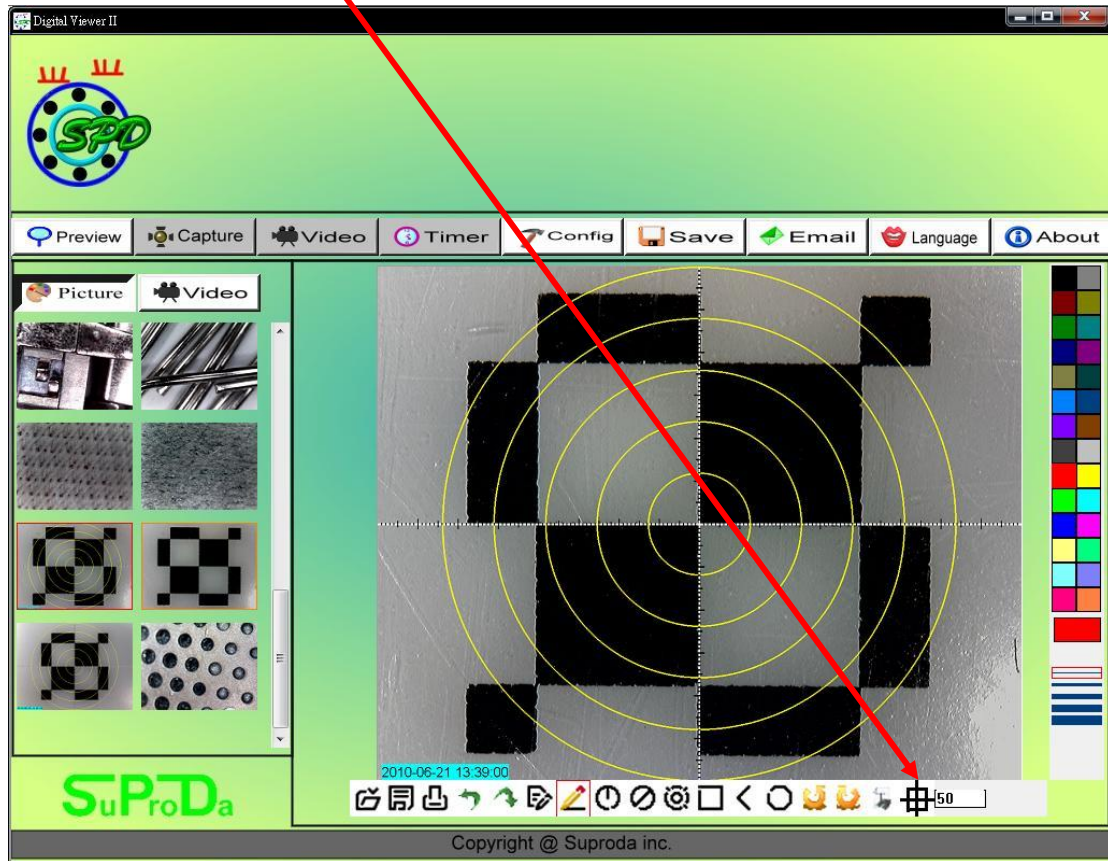 Digital Viewer II
SPD
Preview
Capture
Video
Timer
Config
Save
Email
Language
About
Picture
Video
2010-06-21 13:39:00
50
SuProDa
Copyright @ Suproda inc.